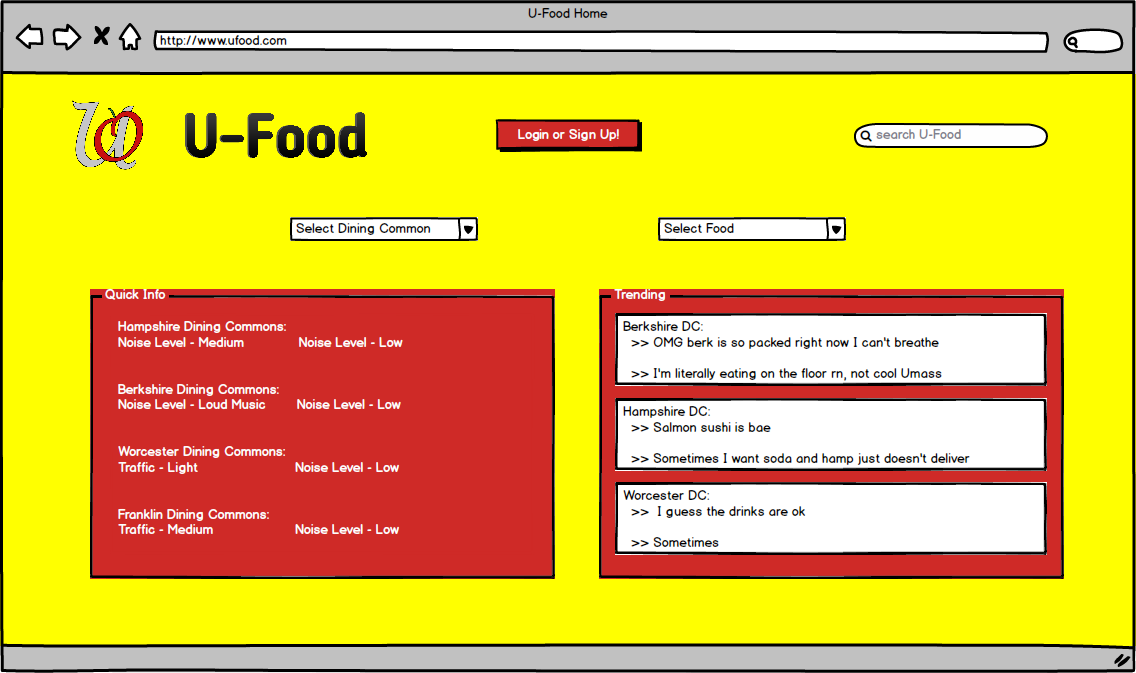 U-Food Home
http://www.ufood.com
U-Food
Login or Sign Up!
search U-Food
Select Dining Common
Select Food
Quick Info
Hampshire Dining Commons:
Noise Level - Medium Noise Level - Low
Berkshire Dining Commons:
Noise Level - Loud Music Noise Level - Low
Worcester Dining Commons:
Traffic - Light Noise Level - Low
Franklin Dining Commons:
Traffic - Medium Noise Level - Low
Trending
Berkshire DC:
>> OMG berk is so packed right now I can't breathe
>> I'm literally eating on the floor rn, not cool Umass
Hampshire DC:
>> Salmon sushi is bae
>> Sometimes I want soda and hamp just doesn't deliver
Worcester DC:
>> I guess the drinks are ok
>> Sometimes